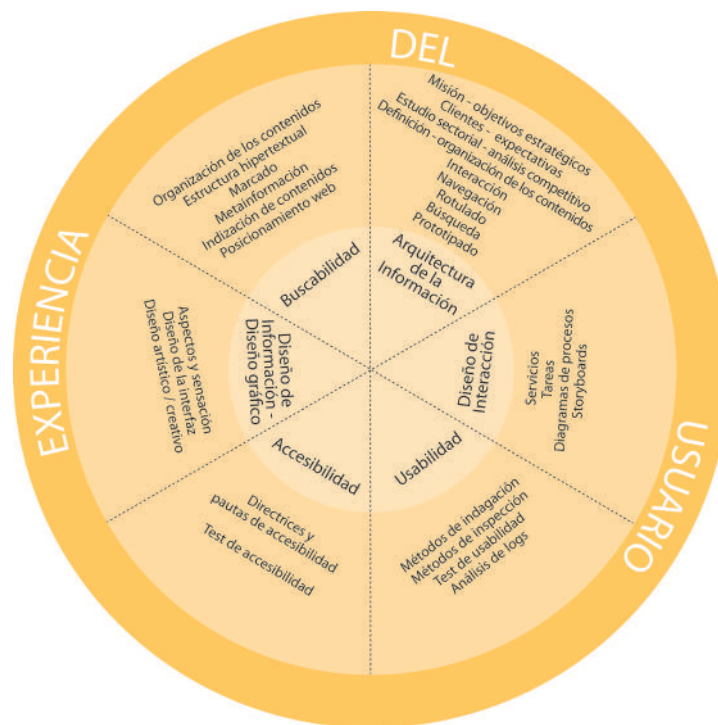 EXPERIENCIA
DEL
USUARIO
Organización de los contenidos
Estructura hipertextual
Marcado
Metainformación
Indización de contenidos
Posicionamiento web
Buscabilidad
Misión - objetivos estratégicos
Clientes - expectativas
Estudio sectorial - análisis competitivo
Definición - organización de los contenidos
Interacción
Navegación
Rotulado
Búsqueda
Prototipado
Arquitectura
de la
Información
Diseño de
Interacción
Servicios
Tareas
Diagramas de procesos
Storyboards
Usabilidad
Métodos de indagación
Métodos de inspección
Test de usabilidad
Análisis de logs
Accesibilidad
Directrices y
pautas de accesibilidad
Test de accesibilidad
Diseño de
Información -
Diseño gráfico
Aspectos y sensación
Diseño de la interfaz
Diseño artístico / creativo